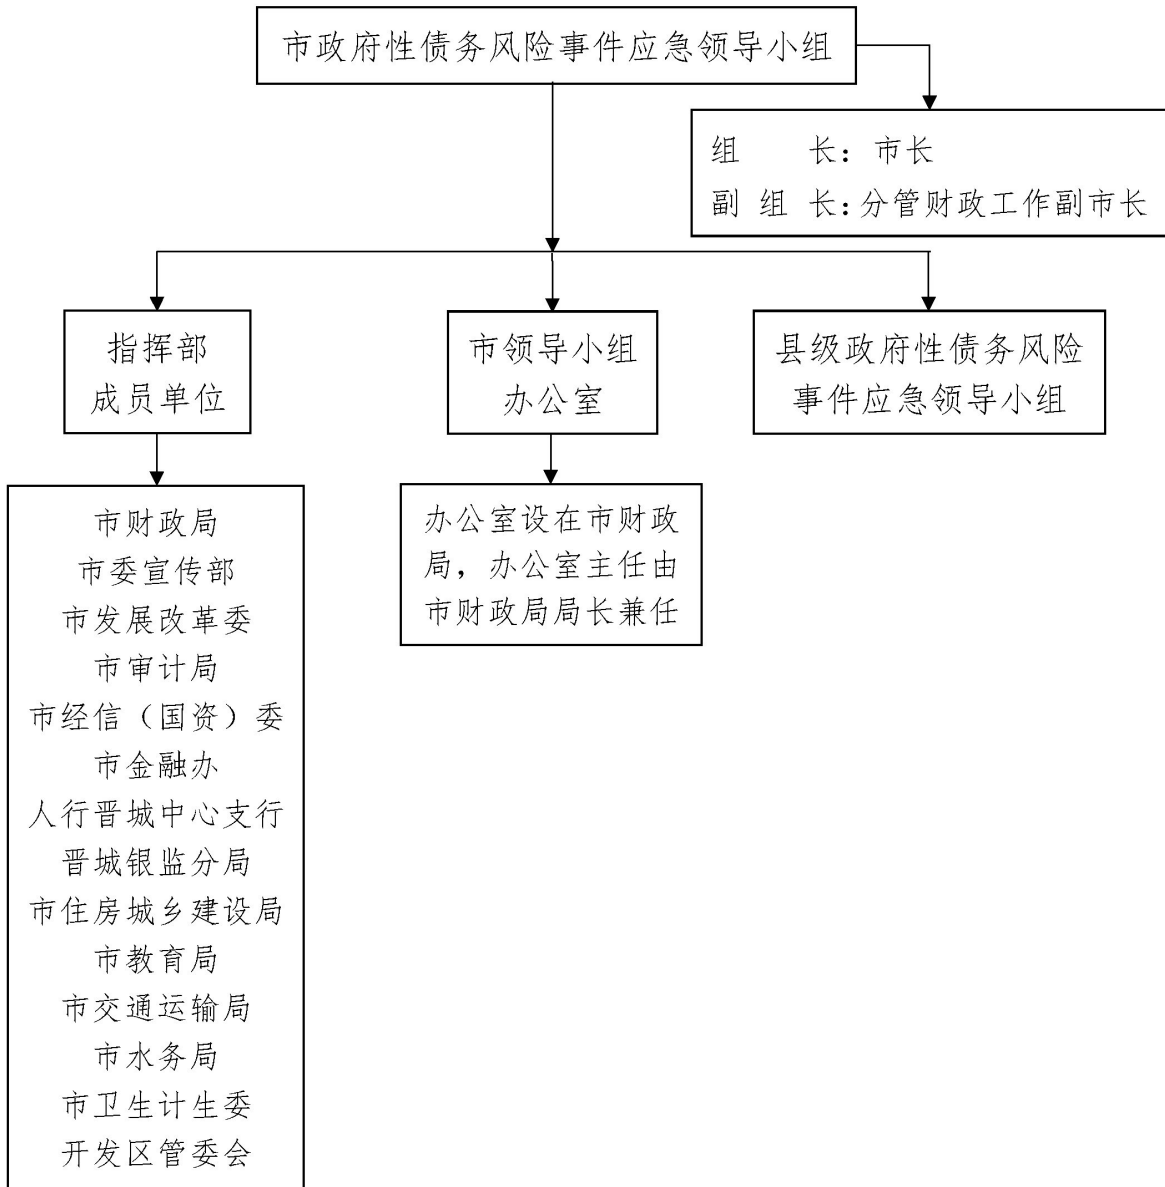 市政府性债务风险事件应急领导小组
组 长：市长
副 组 长：分管财政工作副市长
指挥部
成员单位
市领导小组
办公室
县级政府性债务风险
事件应急领导小组
市财政局
市委宣传部
市发展改革委
市审计局
市经信（国资）委
市金融办
人行晋城中心支行
晋城银监分局
市住房城乡建设局
市教育局
市交通运输局
市水务局
市卫生计生委
开发区管委会
办公室设在市财政
局，办公室主任由
市财政局局长兼任